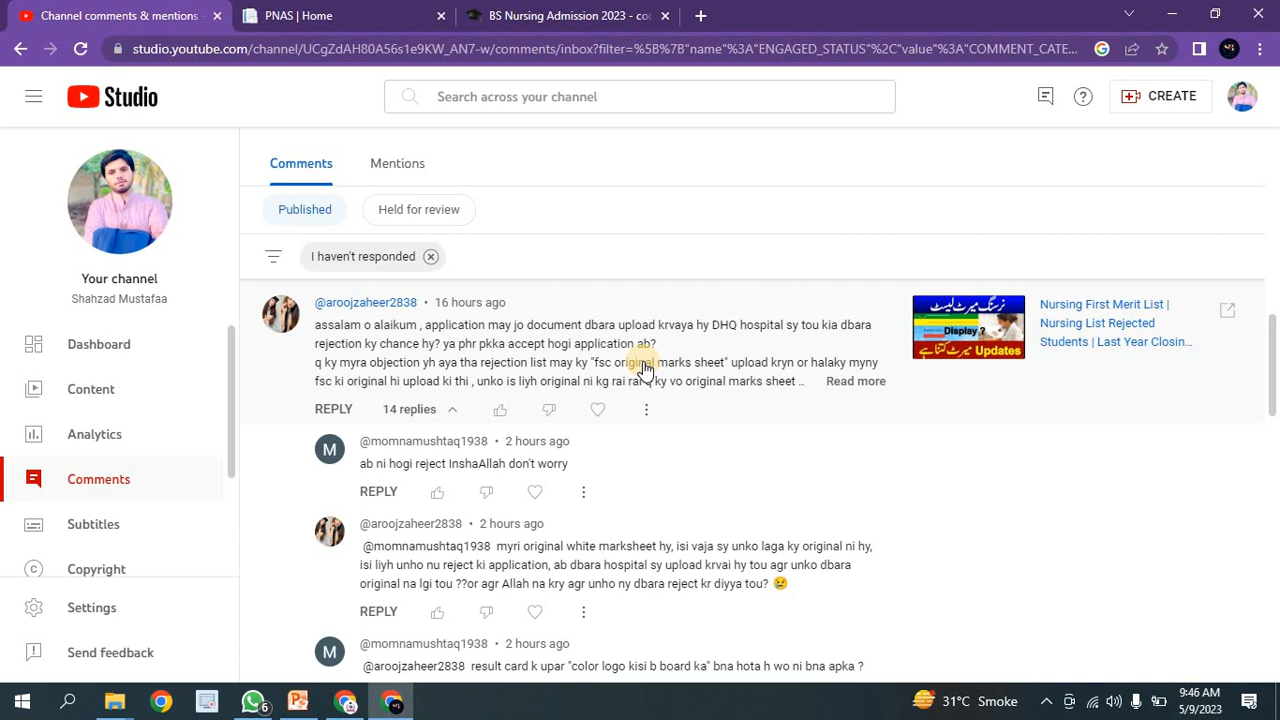 Channel comments & mentions -
PNAS | Home
BS Nursing Admission 2023 - co
studio.youtube.com/channel/UCgZdAH80A56s1e9KW_AN7-w/comments/inbox?filter=%5B%7B"name"%3A"ENGAGED_STATUS"%2C"value"%3A"COMMENT_CATE...
Studio
Search across your channel
CREATE
Your channel
Shahzad Mustafaa
Dashboard
Content
Analytics
Comments
Subtitles
Copyright
Settings
Send feedback
Comments Mentions
Published Held for review
I haven't responded
@aroojzaheer2838 • 16 hours ago
assalam o alaikum , application may jo document dbara upload krvaya hy DHQ hospital sy tou kia dbara
rejection ky chance hy? ya phr pkka accept hogi application ab?
q ky myra objection yh aya tha rejection list may ky "fsc original marks sheet" upload kryn or halaky myny
fsc ki original hi upload ki thi , unko is liyh original ni kg rai rai q ky vo original marks sheet ... Read more
REPLY 14 replies
Nursing First Merit List |
Nursing List Rejected
Students | Last Year Closin...
نرسنگ میرٹ لیسٹ
Display ?
میرٹ کتنا ہے Updates
M
@momnamushtaq1938 • 2 hours ago
ab ni hogi reject InshaAllah don't worry
REPLY
@aroojzaheer2838 • 2 hours ago
@momnamushtaq1938 myri original white marksheet hy, isi vaja sy unko laga ky original ni hy,
isi liyh unho nu reject ki application, ab dbara hospital sy upload krvai hy tou agr unko dbara
original na lgi tou ??or agr Allah na kry agr unho ny dbara reject kr diyya tou? 😢
REPLY
M
@momnamushtaq1938 • 2 hours ago
@aroojzaheer2838 result card k upar "color logo kisi b board ka" bna hota h wo ni bna apka ?
6
31°C Smoke
9:46 AM
5/9/2023